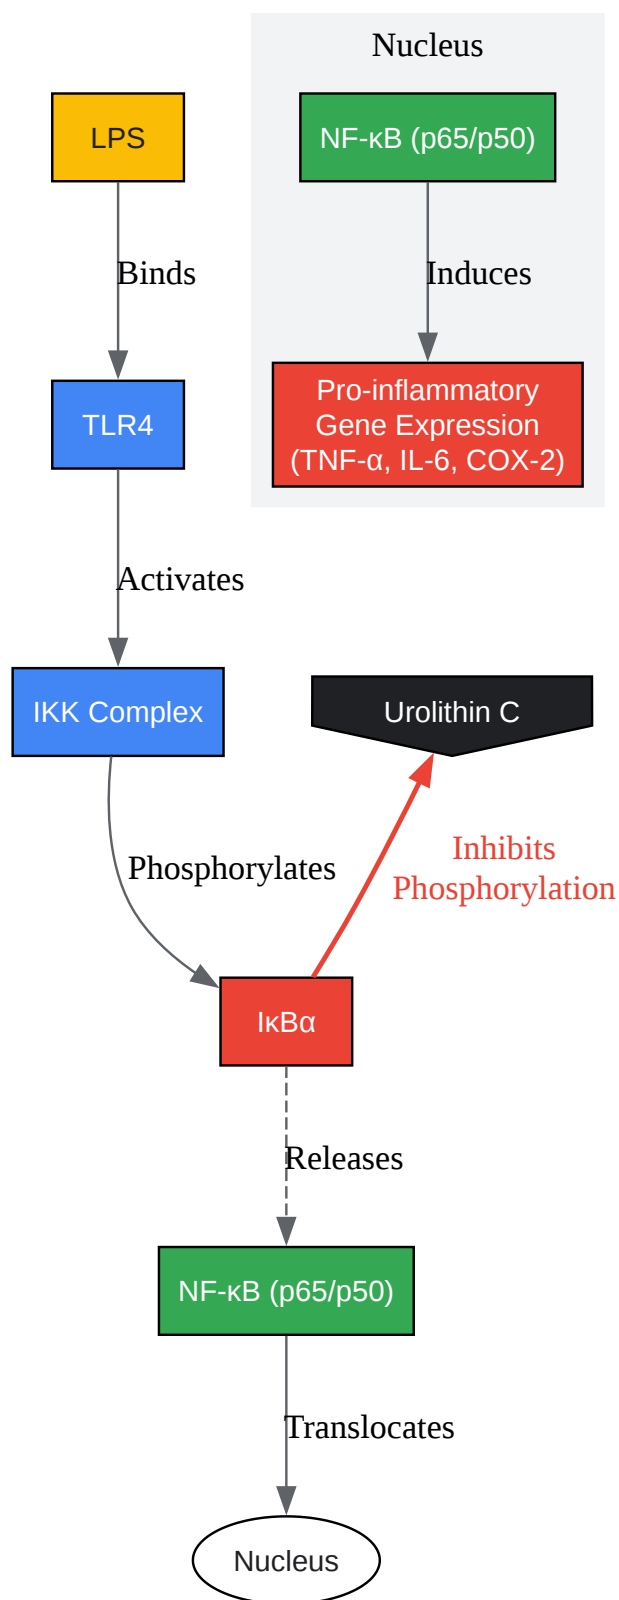 Nucleus
LPS
NF-κB (p65/p50)
Binds
Induces
TLR4
Pro-inflammatory
Gene Expression
(TNF-α, IL-6, COX-2)
Activates
IKK Complex
Urolithin C
Phosphorylates
Inhibits
Phosphorylation
IκBα
Releases
NF-κB (p65/p50)
Translocates
Nucleus